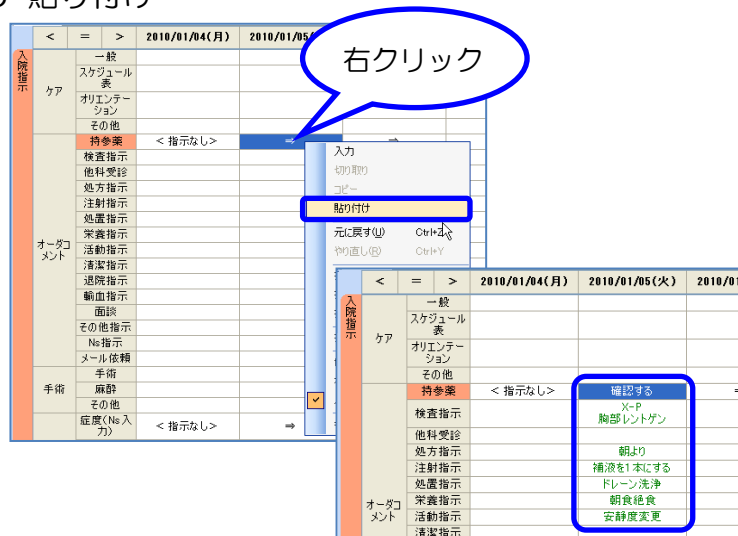 貼り付け
< = > 2010/01/04(月) 2010/01/05
右クリック
入院指示
ケア
一般
スケジュール表
オリエンテーション
その他
オーダコメント
持参薬 <指示なし> ⇒ ⇒
検査指示
他科受診
処方指示
注射指示
処置指示
栄養指示
活動指示
清潔指示
退院指示
輸血指示
面談
その他指示
Ns指示
メール依頼
手術
手術
麻酔
その他
症度(Ns入力) <指示なし> ⇒
入力
切り取り
コピー
貼り付け
元に戻す(U) Ctrl+Z
やり直し(R) Ctrl+Y
< = > 2010/01/04(月) 2010/01/05(火) 2010/01
入院指示
ケア
一般
スケジュール表
オリエンテーション
その他
オーダコメント
持参薬 <指示なし> 確認する
検査指示 X-P
胸部レントゲン
他科受診
処方指示 朝より
注射指示 補液を1本にする
処置指示 ドレーン洗浄
栄養指示 朝食絶食
活動指示 安静度変更
清潔指示